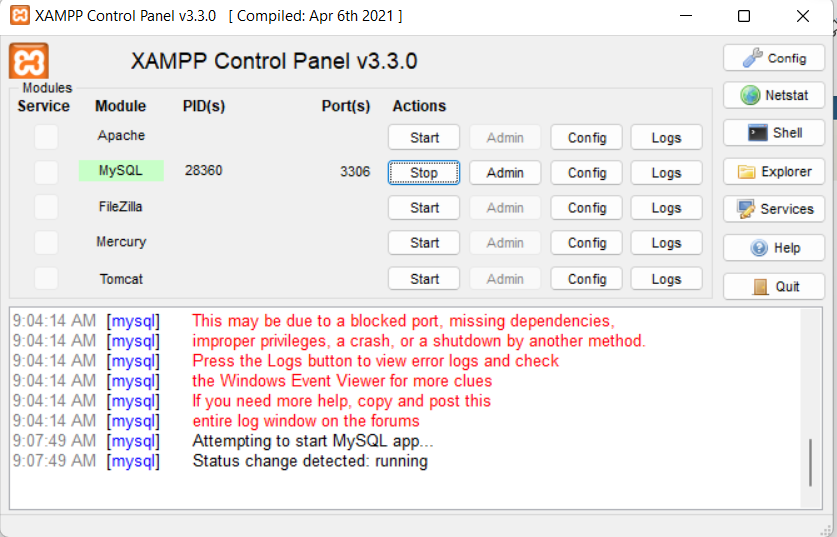 XAMPP Control Panel v3.3.0 [ Compiled: Apr 6th 2021 ]
XAMPP Control Panel v3.3.0
Config
Modules
Service Module PID(s) Port(s) Actions
Netstat
Apache Start Admin Config Logs
Shell
MySQL 28360 3306 Stop Admin Config Logs
Explorer
FileZilla Start Admin Config Logs
Services
Mercury Start Admin Config Logs
Help
Tomcat Start Admin Config Logs
Quit
9:04:14 AM [mysql] This may be due to a blocked port, missing dependencies,
9:04:14 AM [mysql] improper privileges, a crash, or a shutdown by another method.
9:04:14 AM [mysql] Press the Logs button to view error logs and check
9:04:14 AM [mysql] the Windows Event Viewer for more clues
9:04:14 AM [mysql] If you need more help, copy and post this
9:04:14 AM [mysql] entire log window on the forums
9:07:49 AM [mysql] Attempting to start MySQL app...
9:07:49 AM [mysql] Status change detected: running